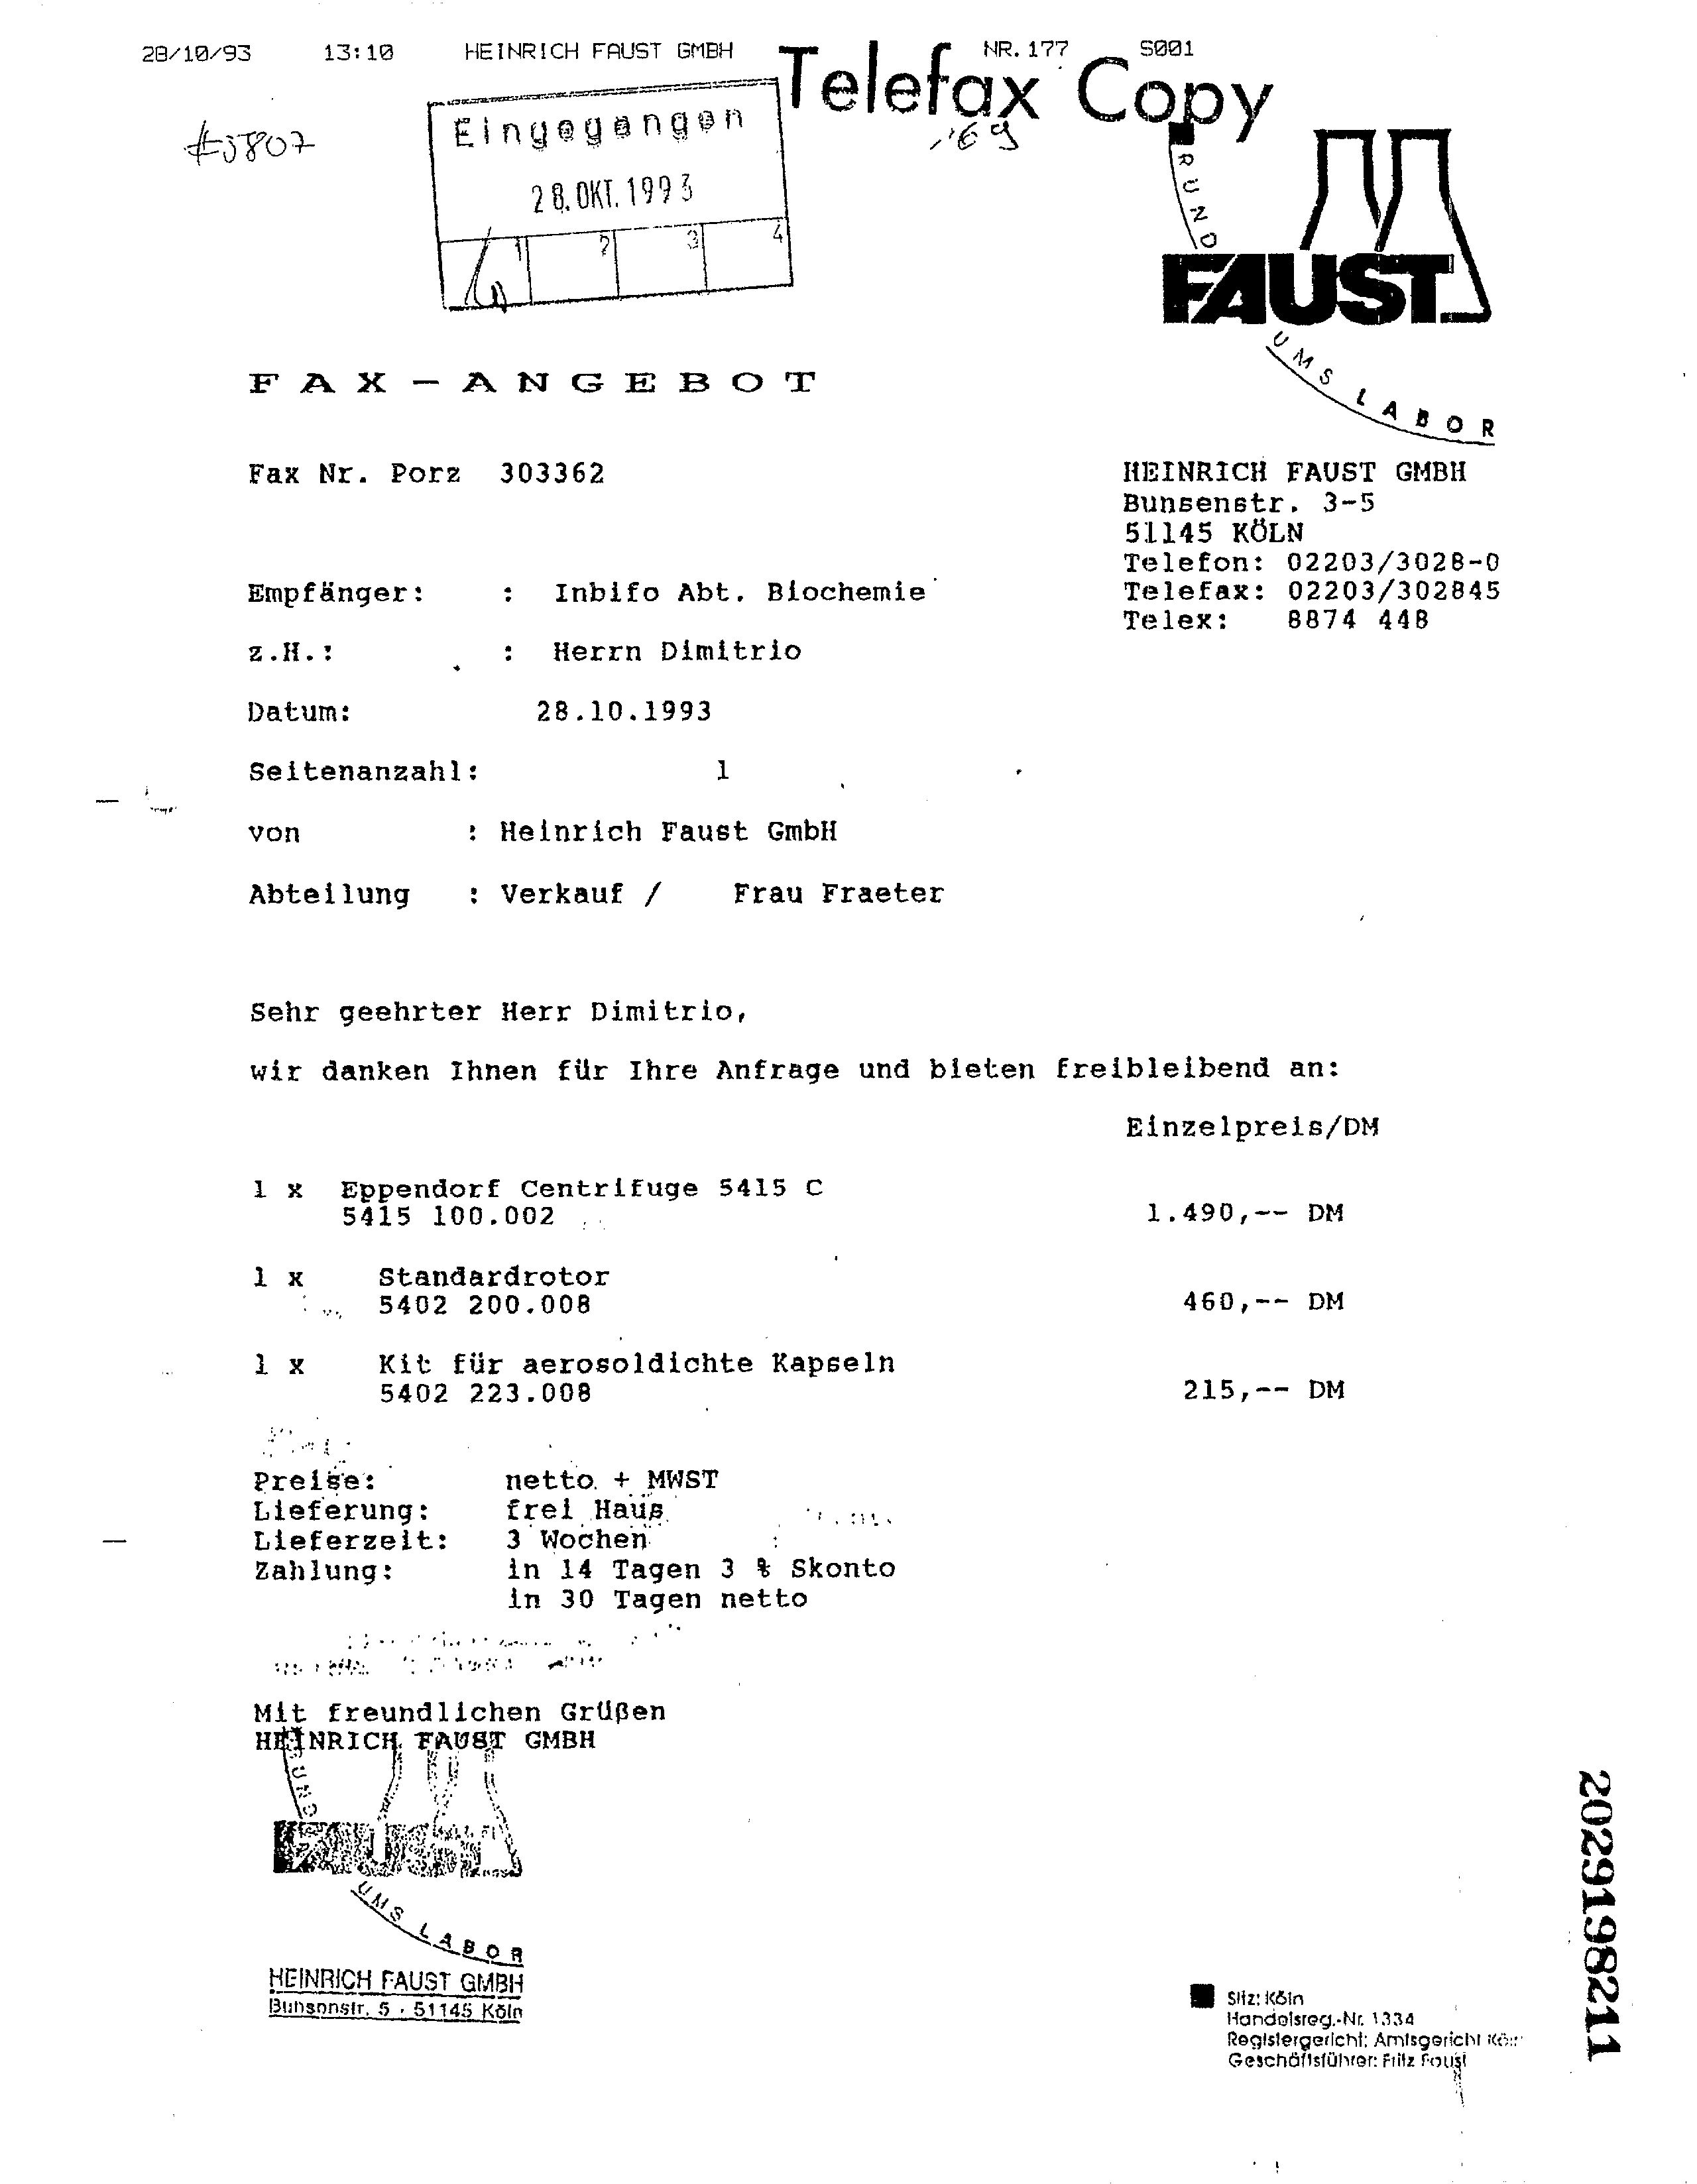 28/10/93 13:10 HEINRICH FAUST GMBH NR. 177 S001
Telefax Copy
#5807
Eingegangen
28. OKT. 1993
1 2 3 4
169
RUND
FAUST
UMS LABOR
FAX-ANGEBOT
Fax Nr. Porz 303362
HEINRICH FAUST GMBH
Bunsenstr. 3-5
51145 KÖLN
Telefon: 02203/3028-0
Telefax: 02203/302845
Telex: 8874 448
Empfänger: : Inbifo Abt. Biochemie
z.H.: : Herrn Dimitrio
Datum: 28.10.1993
Seitenanzahl: 1
von : Heinrich Faust GmbH
Abteilung : Verkauf / Frau Fraeter
Sehr geehrter Herr Dimitrio,
wir danken Ihnen für Ihre Anfrage und bieten freibleibend an:
Einzelpreis/DM
1 x Eppendorf Centrifuge 5415 C
5415 100.002 1.490,-- DM
1 x Standardrotor
5402 200.008 460,-- DM
1 x Kit für aerosoldichte Kapseln
5402 223.008 215,-- DM
Preise: netto + MWST
Lieferung: frei Haus
Lieferzeit: 3 Wochen
Zahlung: in 14 Tagen 3 % Skonto
in 30 Tagen netto
Mit freundlichen Grüßen
HEINRICH FAUST GMBH
RUND
FAUST
UMS LABOR
HEINRICH FAUST GMBH
Bunsenstr. 5 · 51145 Köln
Sitz: Köln
Handelsreg.-Nr. 1334
Registergericht: Amtsgericht Köln
Geschäftsführer: Fritz Faust
2029198211